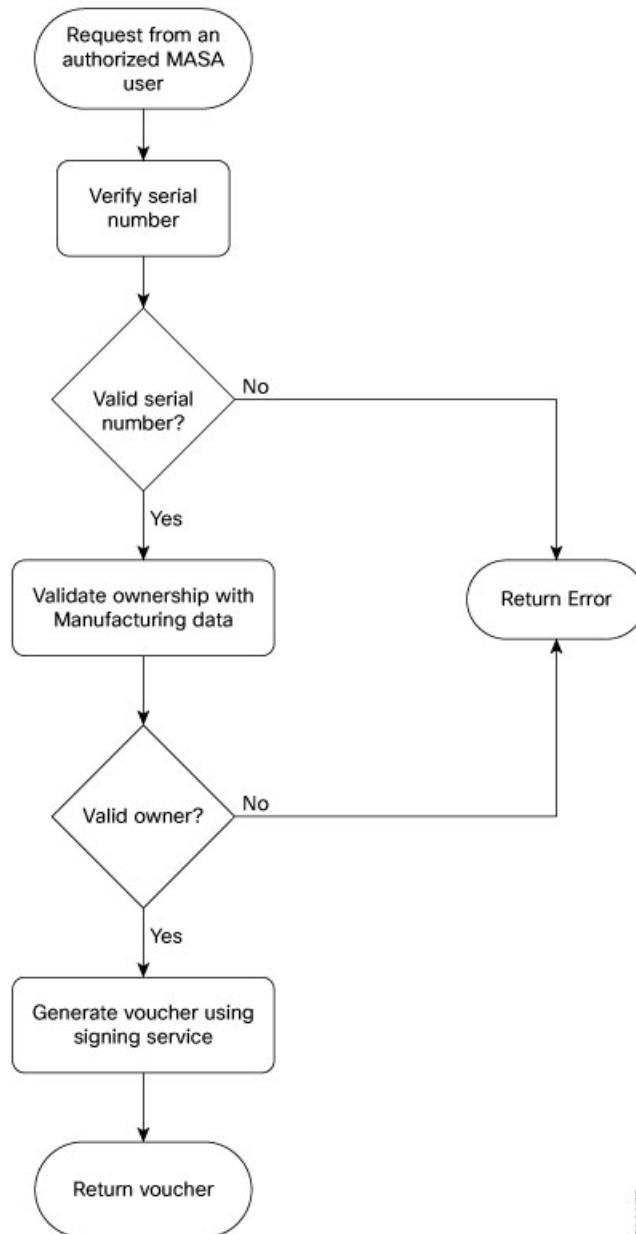 Request from an
authorized MASA
user
Verify serial
number
Valid serial
number?
No
Yes
Validate ownership with
Manufacturing data
Return Error
Valid owner?
No
Yes
Generate voucher using
signing service
Return voucher